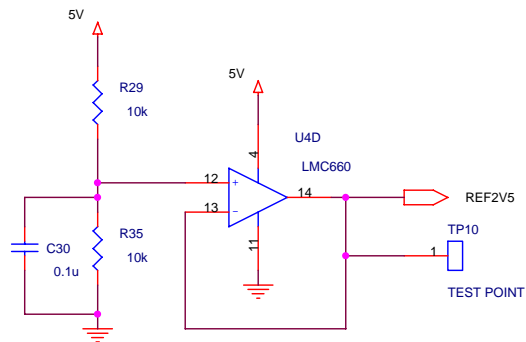 5V
R29
10k
5V
U4D
LMC660
4
12
+
14
13
−
11
REF2V5
TP10
1
TEST POINT
R35
10k
C30
0.1u